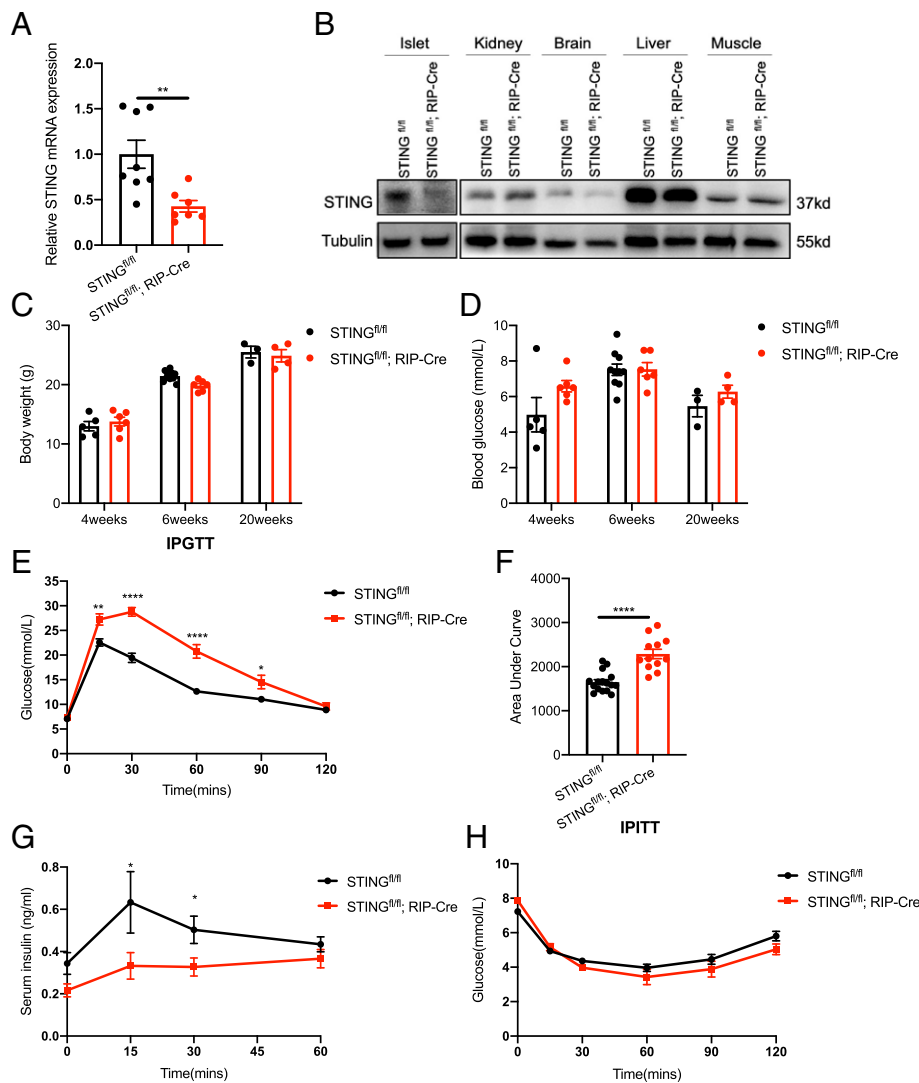 A
Relative STING mRNA expression
2.0
1.5
1.0
0.5
0.0
**
STINGfl/fl
STINGfl/fl; RIP-Cre
B
Islet
Kidney
Brain
Liver
Muscle
STING fl/fl
STING fl/fl; RIP-Cre
STING fl/fl
STING fl/fl; RIP-Cre
STING fl/fl
STING fl/fl; RIP-Cre
STING fl/fl
STING fl/fl; RIP-Cre
STING fl/fl
STING fl/fl; RIP-Cre
STING
37kd
Tubulin
55kd
C
Body weight (g)
30
20
10
0
4weeks
6weeks
20weeks
STINGfl/fl
STINGfl/fl; RIP-Cre
D
Blood glucose (mmol/L)
10
8
6
4
2
0
4weeks
6weeks
20weeks
STINGfl/fl
STINGfl/fl; RIP-Cre
E
IPGTT
Glucose(mmol/L)
35
30
25
20
15
10
5
0
**
****
****
*
0
30
60
90
120
Time(mins)
STINGfl/fl
STINGfl/fl; RIP-Cre
F
Area Under Curve
4000
3000
2000
1000
0
****
STINGfl/fl
STINGfl/fl; RIP-Cre
G
Serum insulin (ng/ml)
0.8
0.6
0.4
0.2
0.0
*
*
0
15
30
45
60
Time(mins)
STINGfl/fl
STINGfl/fl; RIP-Cre
H
IPITT
Glucose(mmol/L)
10
8
6
4
2
0
0
30
60
90
120
Time(mins)
STINGfl/fl
STINGfl/fl; RIP-Cre